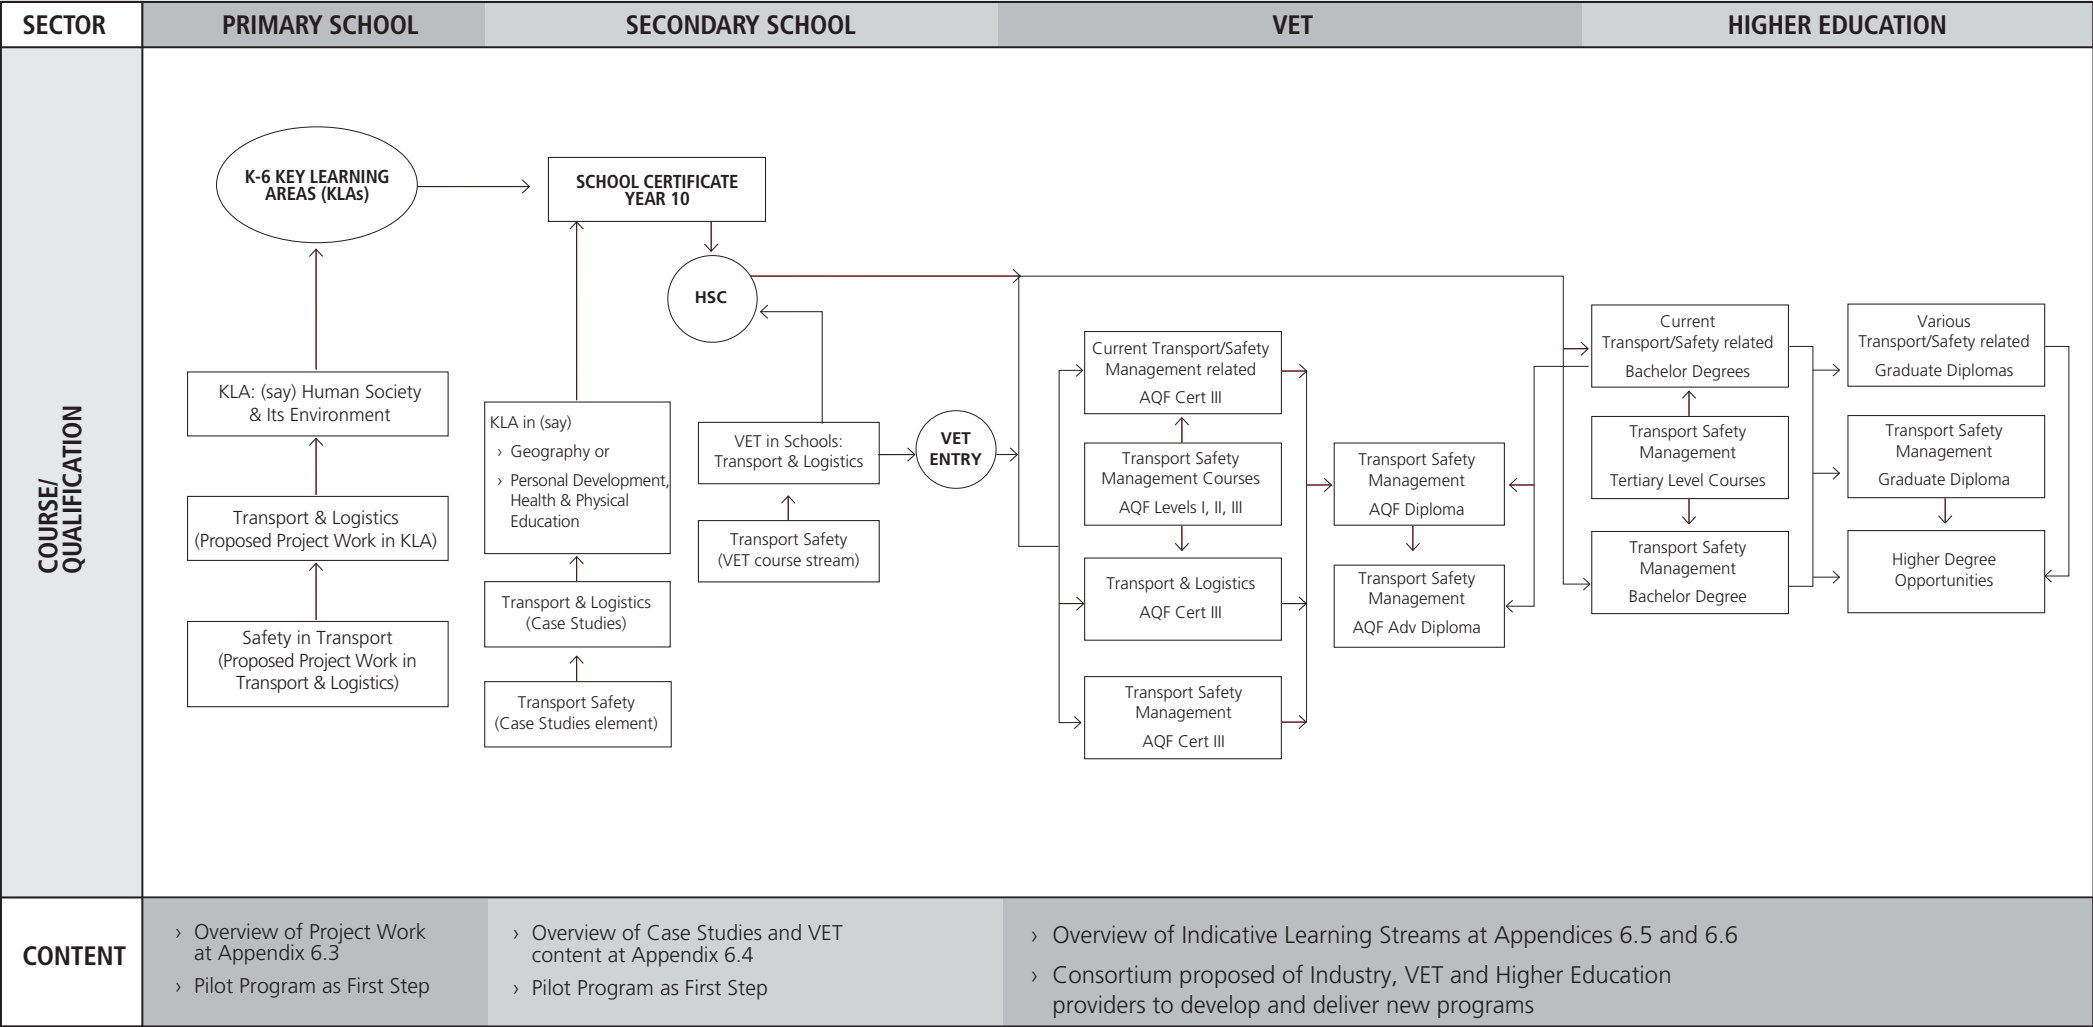 SECTOR
PRIMARY SCHOOL
SECONDARY SCHOOL
VET
HIGHER EDUCATION
COURSE/
QUALIFICATION
K-6 KEY LEARNING
AREAS (KLAs)
KLA: (say) Human Society
& Its Environment
Transport & Logistics
(Proposed Project Work in KLA)
Safety in Transport
(Proposed Project Work in
Transport & Logistics)
SCHOOL CERTIFICATE
YEAR 10
HSC
KLA in (say)
› Geography or
› Personal Development,
Health & Physical
Education
Transport & Logistics
(Case Studies)
Transport Safety
(Case Studies element)
VET in Schools:
Transport & Logistics
Transport Safety
(VET course stream)
VET
ENTRY
Current Transport/Safety
Management related
AQF Cert III
Transport Safety
Management Courses
AQF Levels I, II, III
Transport & Logistics
AQF Cert III
Transport Safety
Management
AQF Cert III
Transport Safety
Management
AQF Diploma
Transport Safety
Management
AQF Adv Diploma
Current
Transport/Safety related
Bachelor Degrees
Transport Safety
Management
Tertiary Level Courses
Transport Safety
Management
Bachelor Degree
Various
Transport/Safety related
Graduate Diplomas
Transport Safety
Management
Graduate Diploma
Higher Degree
Opportunities
CONTENT
› Overview of Project Work
at Appendix 6.3
› Pilot Program as First Step
› Overview of Case Studies and VET
content at Appendix 6.4
› Pilot Program as First Step
› Overview of Indicative Learning Streams at Appendices 6.5 and 6.6
› Consortium proposed of Industry, VET and Higher Education
providers to develop and deliver new programs